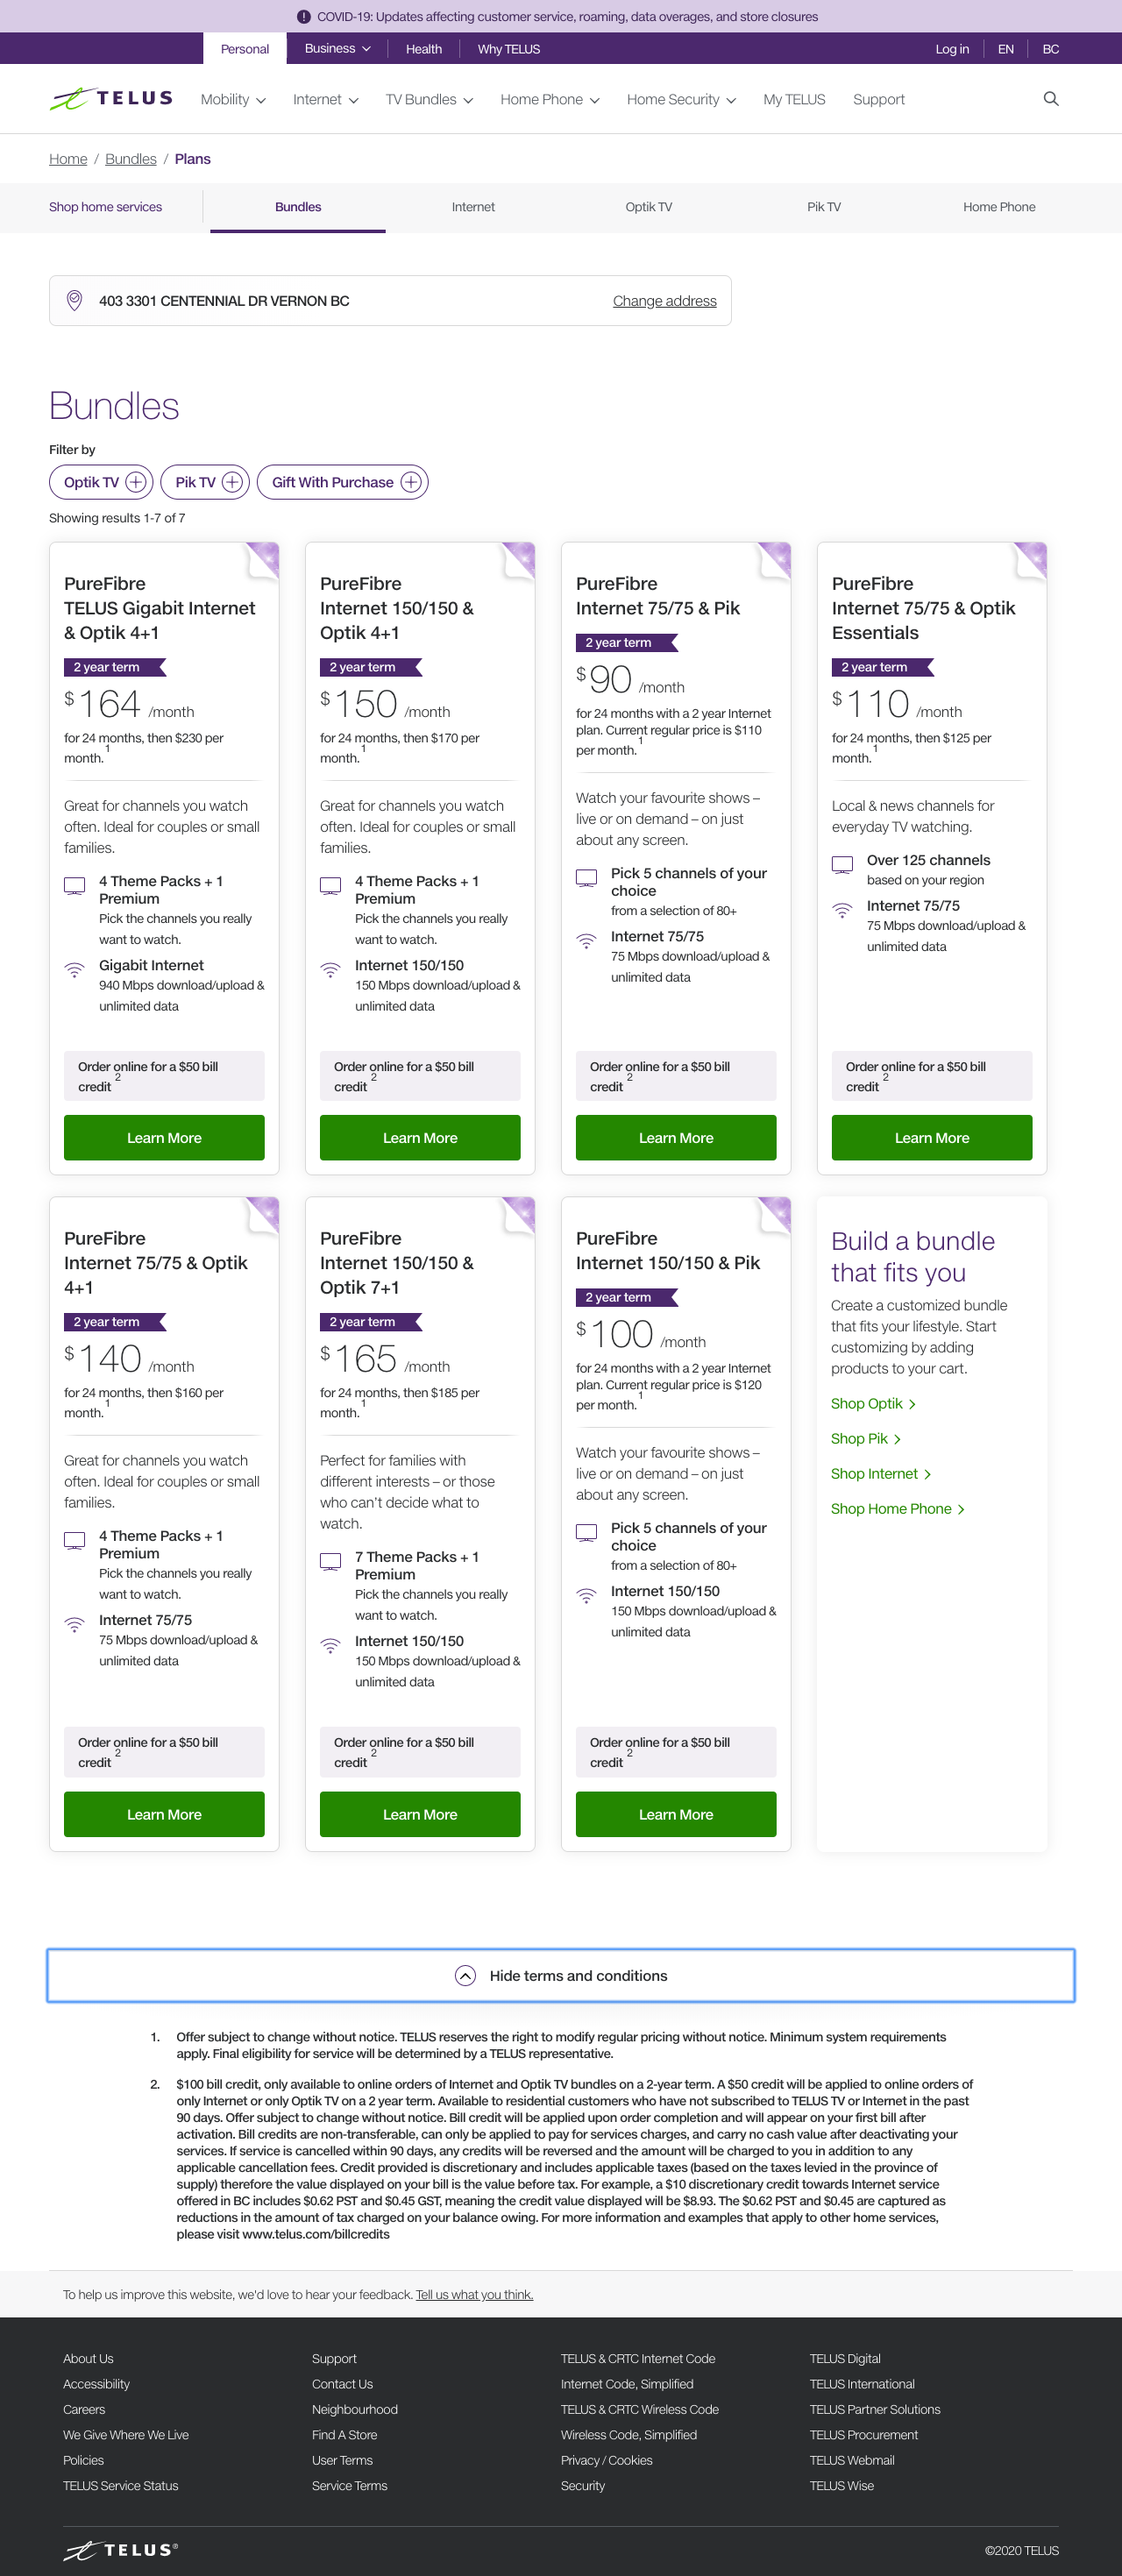 COVID-19: Updates affecting customer service, roaming, data overages, and store closures
Personal
Business
Health
Why TELUS
Log in
EN
BC
TELUS
Mobility
Internet
TV Bundles
Home Phone
Home Security
My TELUS
Support
Home / Bundles / Plans
Shop home services
Bundles
Internet
Optik TV
Pik TV
Home Phone
403 3301 CENTENNIAL DR VERNON BC
Change address
Bundles
Filter by
Optik TV
Pik TV
Gift With Purchase
Showing results 1-7 of 7
PureFibre
TELUS Gigabit Internet
& Optik 4+1
2 year term
$164 /month
for 24 months, then $230 per
month.1
Great for channels you watch
often. Ideal for couples or small
families.
4 Theme Packs + 1
Premium
Pick the channels you really
want to watch.
Gigabit Internet
940 Mbps download/upload &
unlimited data
Order online for a $50 bill
credit 2
Learn More
PureFibre
Internet 150/150 &
Optik 4+1
2 year term
$150 /month
for 24 months, then $170 per
month.1
Great for channels you watch
often. Ideal for couples or small
families.
4 Theme Packs + 1
Premium
Pick the channels you really
want to watch.
Internet 150/150
150 Mbps download/upload &
unlimited data
Order online for a $50 bill
credit 2
Learn More
PureFibre
Internet 75/75 & Pik
2 year term
$90 /month
for 24 months with a 2 year Internet
plan. Current regular price is $110
per month.1
Watch your favourite shows –
live or on demand – on just
about any screen.
Pick 5 channels of your
choice
from a selection of 80+
Internet 75/75
75 Mbps download/upload &
unlimited data
Order online for a $50 bill
credit 2
Learn More
PureFibre
Internet 75/75 & Optik
Essentials
2 year term
$110 /month
for 24 months, then $125 per
month.1
Local & news channels for
everyday TV watching.
Over 125 channels
based on your region
Internet 75/75
75 Mbps download/upload &
unlimited data
Order online for a $50 bill
credit 2
Learn More
PureFibre
Internet 75/75 & Optik
4+1
2 year term
$140 /month
for 24 months, then $160 per
month.1
Great for channels you watch
often. Ideal for couples or small
families.
4 Theme Packs + 1
Premium
Pick the channels you really
want to watch.
Internet 75/75
75 Mbps download/upload &
unlimited data
Order online for a $50 bill
credit 2
Learn More
PureFibre
Internet 150/150 &
Optik 7+1
2 year term
$165 /month
for 24 months, then $185 per
month.1
Perfect for families with
different interests – or those
who can't decide what to
watch.
7 Theme Packs + 1
Premium
Pick the channels you really
want to watch.
Internet 150/150
150 Mbps download/upload &
unlimited data
Order online for a $50 bill
credit 2
Learn More
PureFibre
Internet 150/150 & Pik
2 year term
$100 /month
for 24 months with a 2 year Internet
plan. Current regular price is $120
per month.1
Watch your favourite shows –
live or on demand – on just
about any screen.
Pick 5 channels of your
choice
from a selection of 80+
Internet 150/150
150 Mbps download/upload &
unlimited data
Order online for a $50 bill
credit 2
Learn More
Build a bundle
that fits you
Create a customized bundle
that fits your lifestyle. Start
customizing by adding
products to your cart.
Shop Optik
Shop Pik
Shop Internet
Shop Home Phone
Hide terms and conditions
1. Offer subject to change without notice. TELUS reserves the right to modify regular pricing without notice. Minimum system requirements
apply. Final eligibility for service will be determined by a TELUS representative.
2. $100 bill credit, only available to online orders of Internet and Optik TV bundles on a 2-year term. A $50 credit will be applied to online orders of
only Internet or only Optik TV on a 2 year term. Available to residential customers who have not subscribed to TELUS TV or Internet in the past
90 days. Offer subject to change without notice. Bill credit will be applied upon order completion and will appear on your first bill after
activation. Bill credits are non-transferable, can only be applied to pay for services charges, and carry no cash value after deactivating your
services. If service is cancelled within 90 days, any credits will be reversed and the amount will be charged to you in addition to any
applicable cancellation fees. Credit provided is discretionary and includes applicable taxes (based on the taxes levied in the province of
supply) therefore the value displayed on your bill is the value before tax. For example, a $10 discretionary credit towards Internet service
offered in BC includes $0.62 PST and $0.45 GST, meaning the credit value displayed will be $8.93. The $0.62 PST and $0.45 are captured as
reductions in the amount of tax charged on your balance owing. For more information and examples that apply to other home services,
please visit www.telus.com/billcredits
To help us improve this website, we'd love to hear your feedback. Tell us what you think.
About Us
Accessibility
Careers
We Give Where We Live
Policies
TELUS Service Status
Support
Contact Us
Neighbourhood
Find A Store
User Terms
Service Terms
TELUS & CRTC Internet Code
Internet Code, Simplified
TELUS & CRTC Wireless Code
Wireless Code, Simplified
Privacy / Cookies
Security
TELUS Digital
TELUS International
TELUS Partner Solutions
TELUS Procurement
TELUS Webmail
TELUS Wise
TELUS®
©2020 TELUS